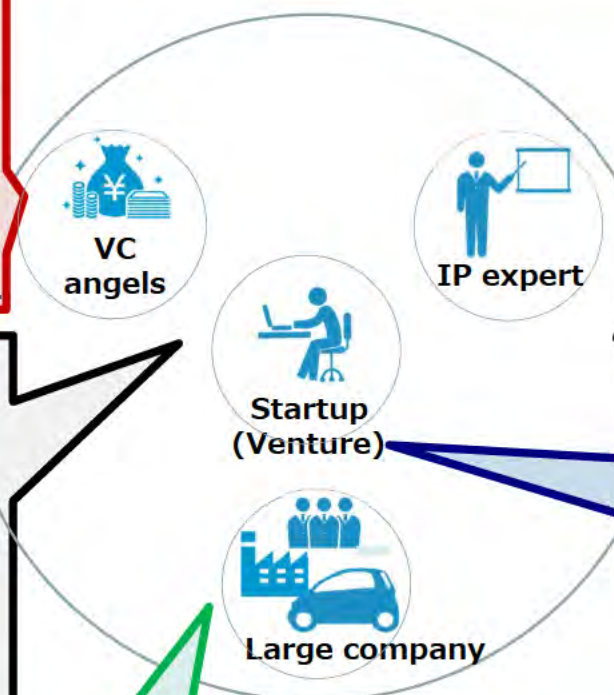 ¥
VC
angels
IP expert
Startup
(Venture)
Large company